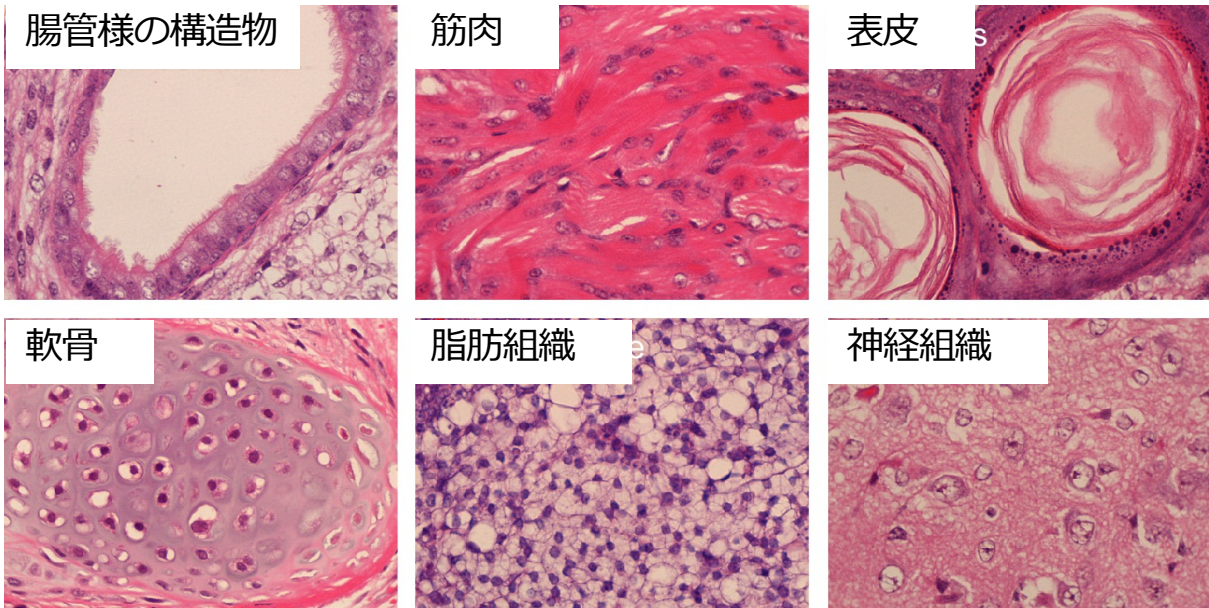 腸管様の構造物
筋肉
表皮 s
軟骨
脂肪組織 e
神経組織